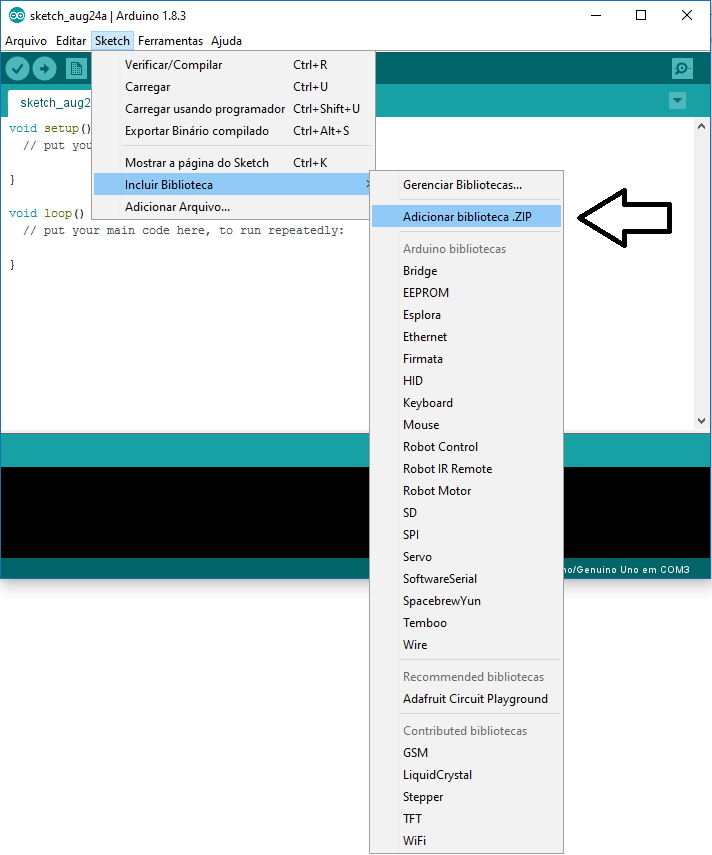 sketch_aug24a | Arduino 1.8.3
Arquivo Editar Sketch Ferramentas Ajuda
Verificar/Compilar Ctrl+R
Carregar Ctrl+U
Carregar usando programador Ctrl+Shift+U
Exportar Binário compilado Ctrl+Alt+S
Mostrar a página do Sketch Ctrl+K
Incluir Biblioteca
Adicionar Arquivo...
sketch_aug2
void setup()
// put you
}
void loop()
// put your main code here, to run repeatedly:
}
Gerenciar Bibliotecas...
Adicionar biblioteca .ZIP
Arduino bibliotecas
Bridge
EEPROM
Esplora
Ethernet
Firmata
HID
Keyboard
Mouse
Robot Control
Robot IR Remote
Robot Motor
SD
SPI
Servo
SoftwareSerial
SpacebrewYun
Temboo
Wire
Recommended bibliotecas
Adafruit Circuit Playground
Contributed bibliotecas
GSM
LiquidCrystal
Stepper
TFT
WiFi
no/Genuino Uno em COM3